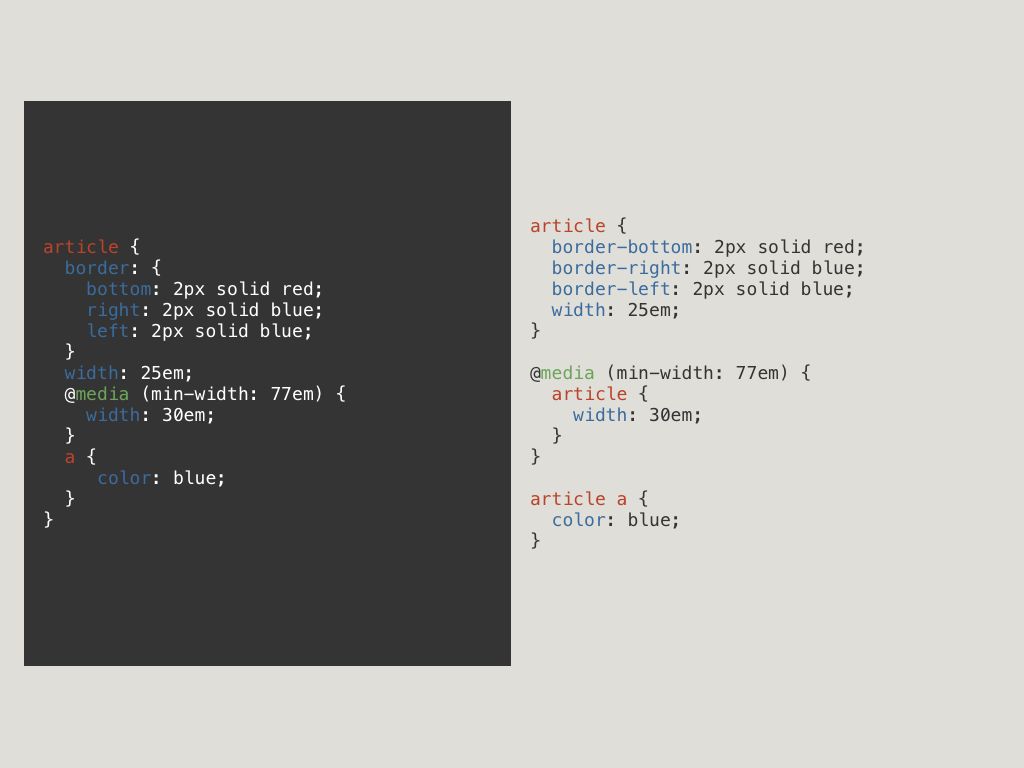 article {
  border: {
    bottom: 2px solid red;
    right: 2px solid blue;
    left: 2px solid blue;
  }
  width: 25em;
  @media (min-width: 77em) {
    width: 30em;
  }
  a {
     color: blue;
  }
}
article {
  border-bottom: 2px solid red;
  border-right: 2px solid blue;
  border-left: 2px solid blue;
  width: 25em;
}
@media (min-width: 77em) {
  article {
    width: 30em;
  }
}
article a {
  color: blue;
}